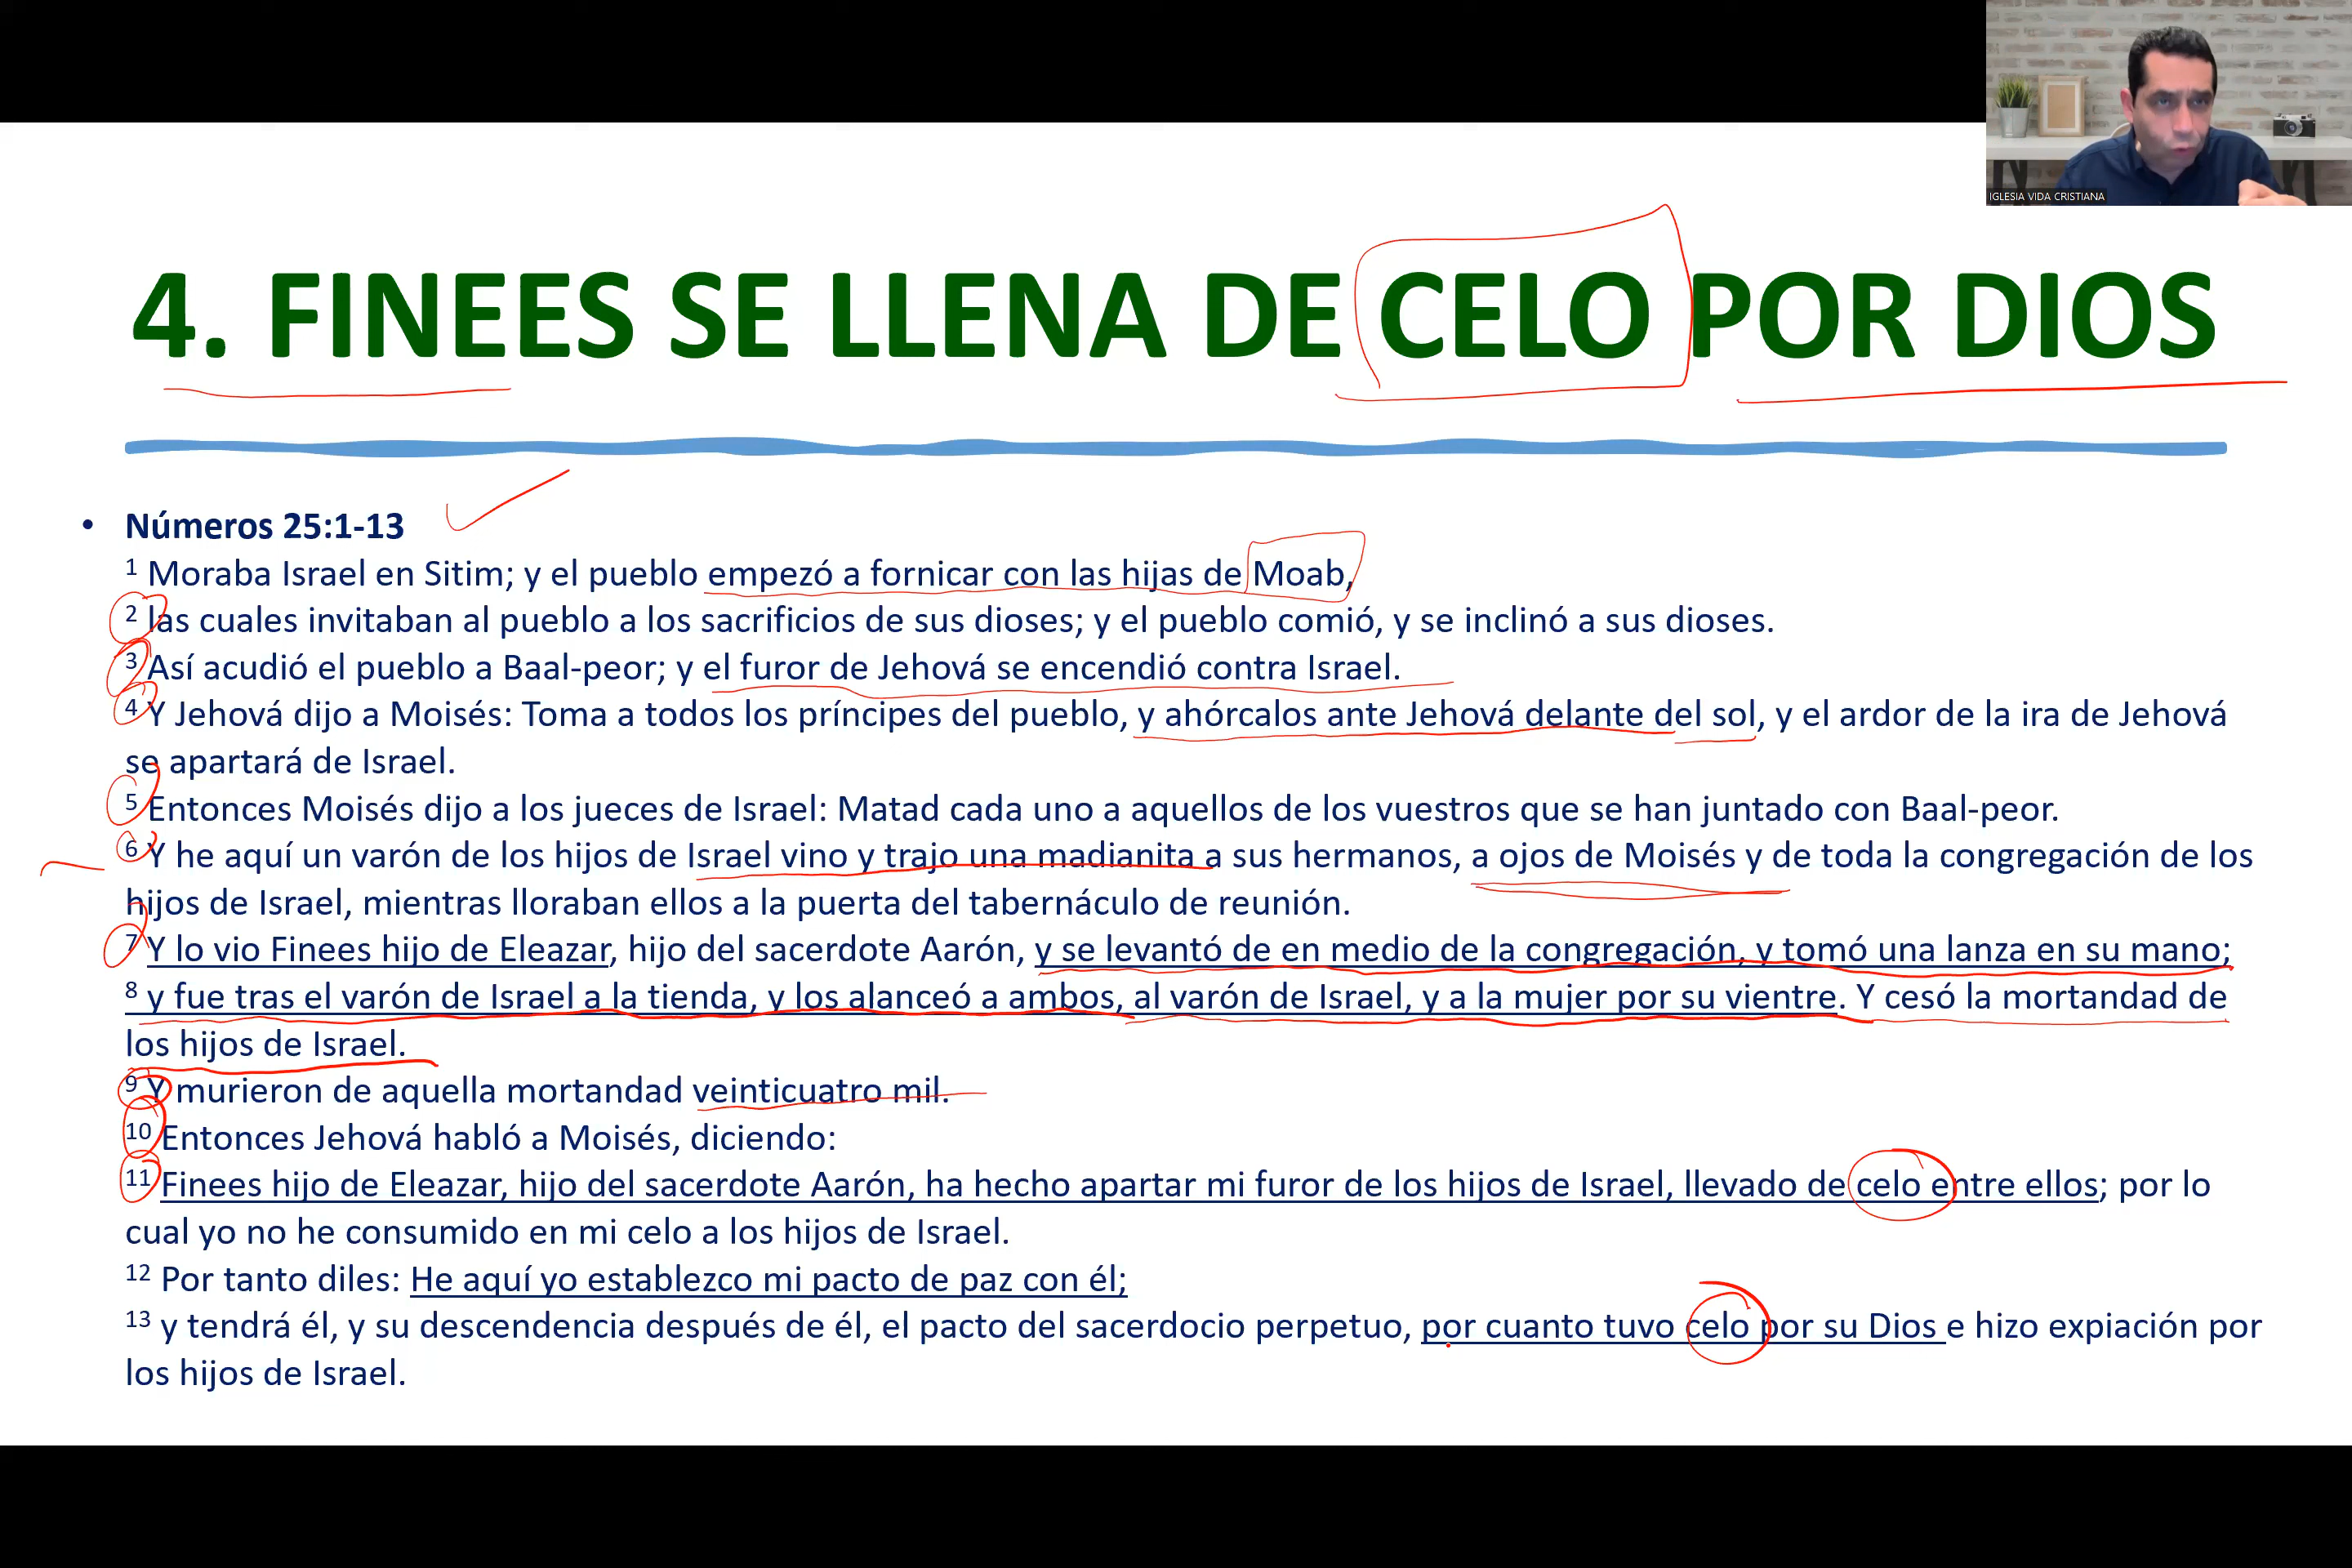 IGLESIA VIDA CRISTIANA
4. FINEES SE LLENA DE CELO POR DIOS
• Números 25:1-13
1 Moraba Israel en Sitim; y el pueblo empezó a fornicar con las hijas de Moab,
2 las cuales invitaban al pueblo a los sacrificios de sus dioses; y el pueblo comió, y se inclinó a sus dioses.
3 Así acudió el pueblo a Baal-peor; y el furor de Jehová se encendió contra Israel.
4 Y Jehová dijo a Moisés: Toma a todos los príncipes del pueblo, y ahórcalos ante Jehová delante del sol, y el ardor de la ira de Jehová
se apartará de Israel.
5 Entonces Moisés dijo a los jueces de Israel: Matad cada uno a aquellos de los vuestros que se han juntado con Baal-peor.
6 Y he aquí un varón de los hijos de Israel vino y trajo una madianita a sus hermanos, a ojos de Moisés y de toda la congregación de los
hijos de Israel, mientras lloraban ellos a la puerta del tabernáculo de reunión.
7 Y lo vio Finees hijo de Eleazar, hijo del sacerdote Aarón, y se levantó de en medio de la congregación, y tomó una lanza en su mano;
8 y fue tras el varón de Israel a la tienda, y los alanceó a ambos, al varón de Israel, y a la mujer por su vientre. Y cesó la mortandad de
los hijos de Israel.
9 Y murieron de aquella mortandad veinticuatro mil.
10 Entonces Jehová habló a Moisés, diciendo:
11 Finees hijo de Eleazar, hijo del sacerdote Aarón, ha hecho apartar mi furor de los hijos de Israel, llevado de celo entre ellos; por lo
cual yo no he consumido en mi celo a los hijos de Israel.
12 Por tanto diles: He aquí yo establezco mi pacto de paz con él;
13 y tendrá él, y su descendencia después de él, el pacto del sacerdocio perpetuo, por cuanto tuvo celo por su Dios e hizo expiación por
los hijos de Israel.